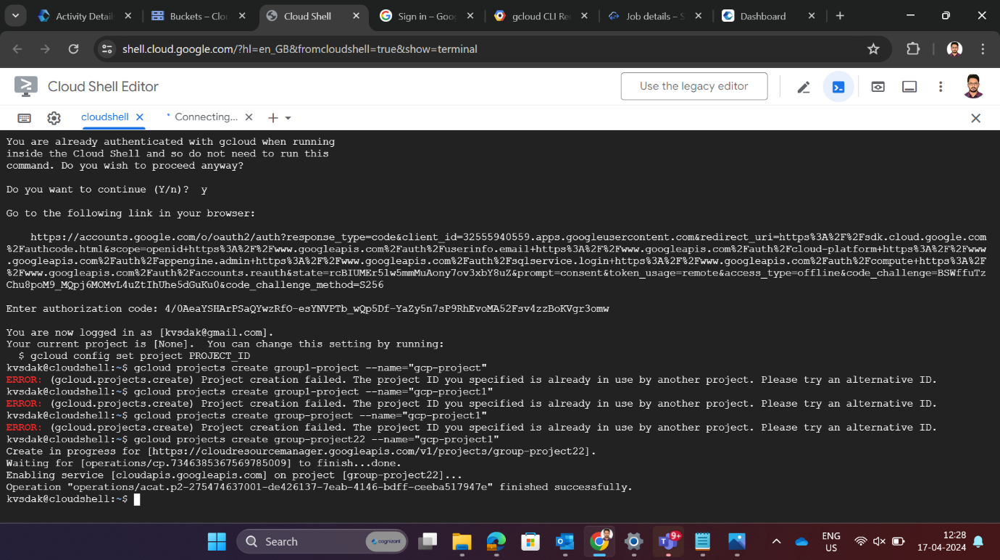 Activity Detail
Buckets – Clou
Cloud Shell
Sign in – Goog
gcloud CLI Re
Job details – S
Dashboard
shell.cloud.google.com/?hl=en_GB&fromcloudshell=true&show=terminal
Cloud Shell Editor
Use the legacy editor
cloudshell
* Connecting...
You are already authenticated with gcloud when running
inside the Cloud Shell and so do not need to run this
command. Do you wish to proceed anyway?
Do you want to continue (Y/n)?  y
Go to the following link in your browser:
https://accounts.google.com/o/oauth2/auth?response_type=code&client_id=32555940559.apps.googleusercontent.com&redirect_uri=https%3A%2F%2Fsdk.cloud.google.com
%2Fauthcode.html&scope=openid+https%3A%2F%2Fwww.googleapis.com%2Fauth%2Fuserinfo.email+https%3A%2F%2Fwww.googleapis.com%2Fauth%2Fcloud-platform+https%3A%2F%2Fwww
.googleapis.com%2Fauth%2Fappengine.admin+https%3A%2F%2Fwww.googleapis.com%2Fauth%2Fsqlservice.login+https%3A%2F%2Fwww.googleapis.com%2Fauth%2Fcompute+https%3A%2F
%2Fwww.googleapis.com%2Fauth%2Faccounts.reauth&state=rcBIUMEr5lw5mmMuAony7ov3xbY8uZ&prompt=consent&token_usage=remote&access_type=offline&code_challenge=BSWffuTz
Chu8poM9_MQpj6MOMvL4uZtIhUhe5dGuKu0&code_challenge_method=S256
Enter authorization code: 4/0AeaYSHArPSaQYwzRfO-esYNVPTb_wQp5Df-YaZy5n7sP9RhEvoMA52Fsv4zzBoKVgr3omw
You are now logged in as [kvsdak@gmail.com].
Your current project is [None].  You can change this setting by running:
$ gcloud config set project PROJECT_ID
kvsdak@cloudshell:~$ gcloud projects create group1-project --name="gcp-project"
ERROR: (gcloud.projects.create) Project creation failed. The project ID you specified is already in use by another project. Please try an alternative ID.
kvsdak@cloudshell:~$ gcloud projects create group1-project --name="gcp-project1"
ERROR: (gcloud.projects.create) Project creation failed. The project ID you specified is already in use by another project. Please try an alternative ID.
kvsdak@cloudshell:~$ gcloud projects create group-project --name="gcp-project1"
ERROR: (gcloud.projects.create) Project creation failed. The project ID you specified is already in use by another project. Please try an alternative ID.
kvsdak@cloudshell:~$ gcloud projects create group-project22 --name="gcp-project1"
Create in progress for [https://cloudresourcemanager.googleapis.com/v1/projects/group-project22].
Waiting for [operations/cp.7346385367569785009] to finish...done.
Enabling service [cloudapis.googleapis.com] on project [group-project22]...
Operation "operations/acat.p2-275474637001-de426137-7eab-4146-bdff-ceeba517947e" finished successfully.
kvsdak@cloudshell:~$
Search
cognizant
9+
ENG
US
12:28
17-04-2024